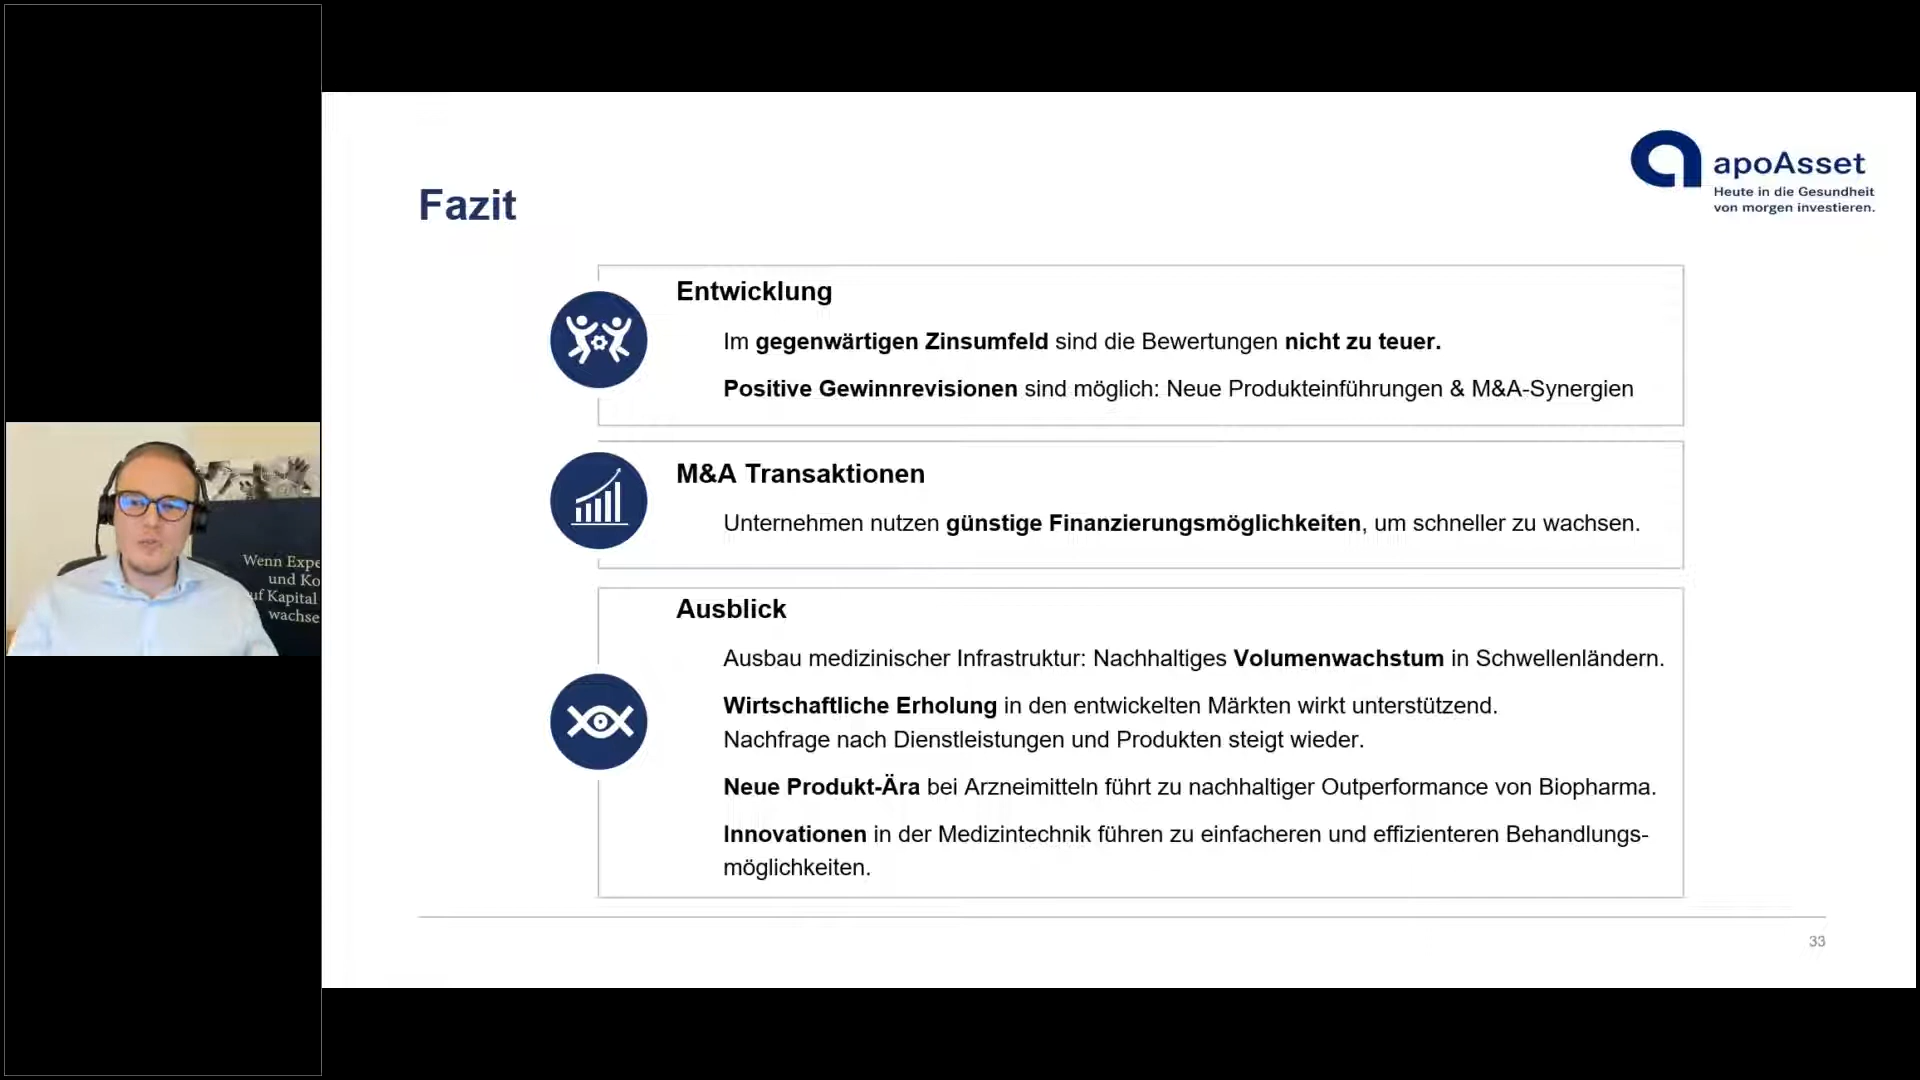 apoAsset
Heute in die Gesundheit
von morgen investieren.
Fazit
Entwicklung
Im gegenwärtigen Zinsumfeld sind die Bewertungen nicht zu teuer.
Positive Gewinnrevisionen sind möglich: Neue Produkteinführungen & M&A-Synergien
M&A Transaktionen
Unternehmen nutzen günstige Finanzierungsmöglichkeiten, um schneller zu wachsen.
Ausblick
Ausbau medizinischer Infrastruktur: Nachhaltiges Volumenwachstum in Schwellenländern.
Wirtschaftliche Erholung in den entwickelten Märkten wirkt unterstützend.
Nachfrage nach Dienstleistungen und Produkten steigt wieder.
Neue Produkt-Ära bei Arzneimitteln führt zu nachhaltiger Outperformance von Biopharma.
Innovationen in der Medizintechnik führen zu einfacheren und effizienteren Behandlungs-
möglichkeiten.
33
Wenn Expe
und Ko
uf Kapital
wachse